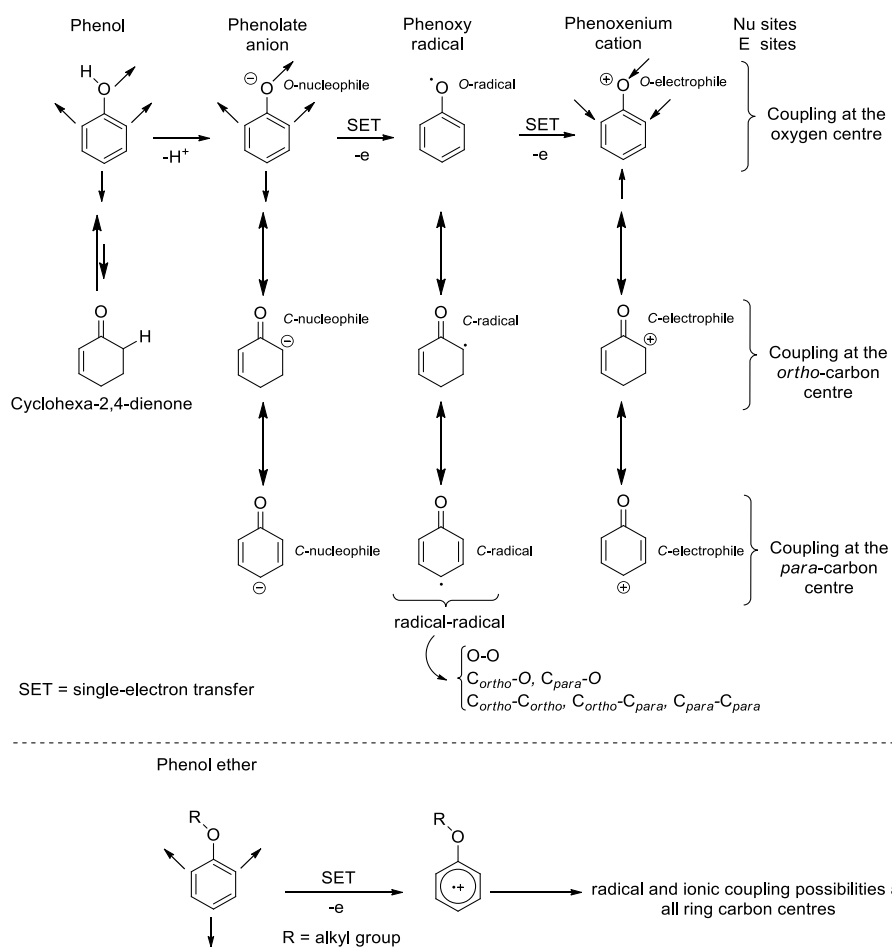 Phenol
Phenolate
anion
Phenoxy
radical
Phenoxenium
cation
Nu sites
E sites
H
O
⊖
O
O-nucleophile
·
O
O-radical
⊕
O
O-electrophile
-H+
SET
-e
SET
-e
Coupling at the
oxygen centre
O
H
Cyclohexa-2,4-dienone
O
C-nucleophile
⊖
O
C-radical
·
O
C-electrophile
⊕
Coupling at the
ortho-carbon
centre
O
C-nucleophile
⊖
O
C-radical
·
O
C-electrophile
⊕
Coupling at the
para-carbon
centre
radical-radical
O-O
Cortho-O, Cpara-O
Cortho-Cortho, Cortho-Cpara, Cpara-Cpara
SET = single-electron transfer
Phenol ether
R
O
SET
-e
R = alkyl group
R
O
·+
radical and ionic coupling possibilities a
all ring carbon centres